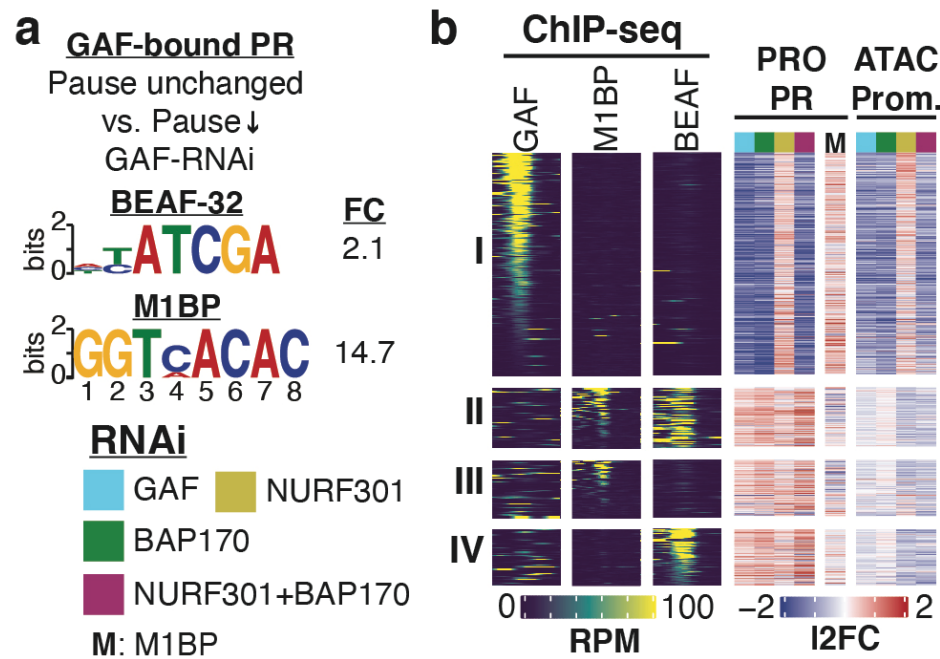 a
GAF-bound PR
Pause unchanged
vs. Pause↓
GAF-RNAi
BEAF-32
FC
2
bits
0
TCATCGA
2.1
M1BP
2
bits
0
GGTCACAC
14.7
1 2 3 4 5 6 7 8
RNAi
GAF
NURF301
BAP170
NURF301+BAP170
M: M1BP
b
ChIP-seq
GAF
M1BP
BEAF
PRO
PR
ATAC
Prom.
M
I
II
III
IV
0 100
RPM
−2 2
l2FC